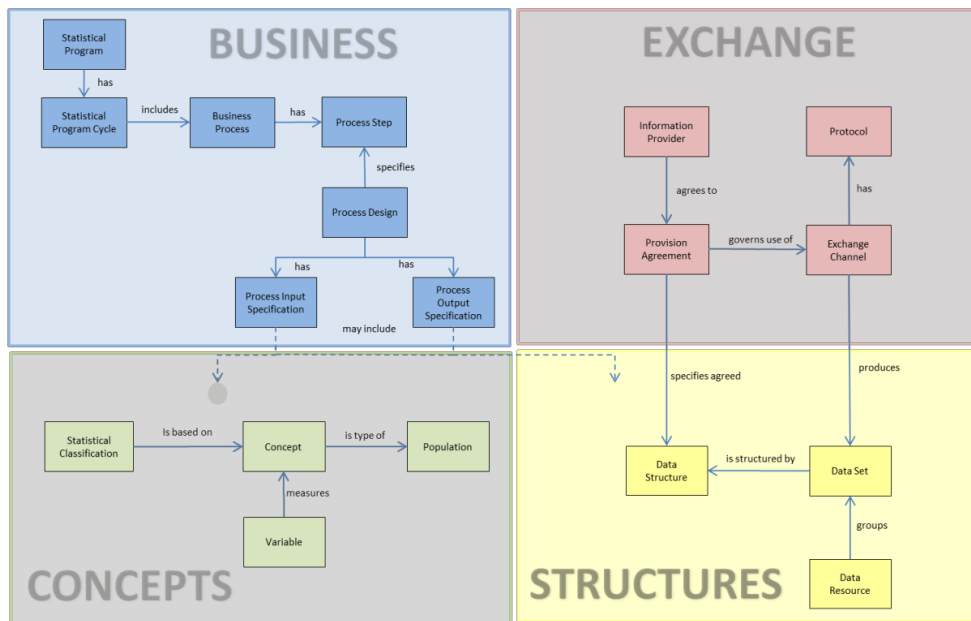 BUSINESS
Statistical
Program
has
Statistical
Program Cycle
includes
Business
Process
has
Process Step
specifies
Process Design
has
has
Process Input
Specification
Process
Output
Specification
may include
EXCHANGE
Information
Provider
Protocol
agrees to
has
Provision
Agreement
governs use of
Exchange
Channel
specifies agreed
produces
Statistical
Classification
Is based on
Concept
is type of
Population
measures
Variable
CONCEPTS
Data
Structure
is structured by
Data Set
groups
Data
Resource
STRUCTURES